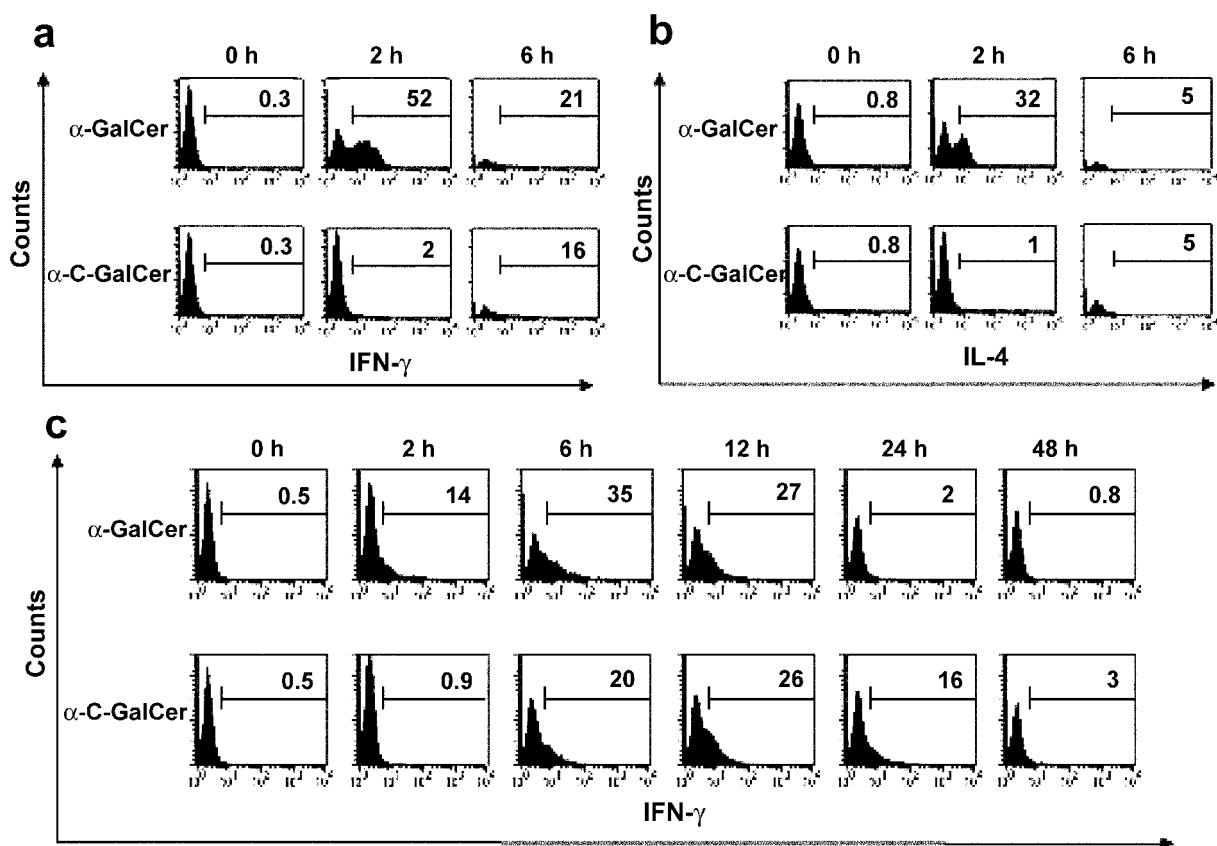 a
0 h 2 h 6 h
α-GalCer 0.3 52 21
α-C-GalCer 0.3 2 16
Counts
IFN-γ
b
0 h 2 h 6 h
α-GalCer 0.8 32 5
α-C-GalCer 0.8 1 5
Counts
IL-4
c
0 h 2 h 6 h 12 h 24 h 48 h
α-GalCer 0.5 14 35 27 2 0.8
α-C-GalCer 0.5 0.9 20 26 16 3
Counts
IFN-γ